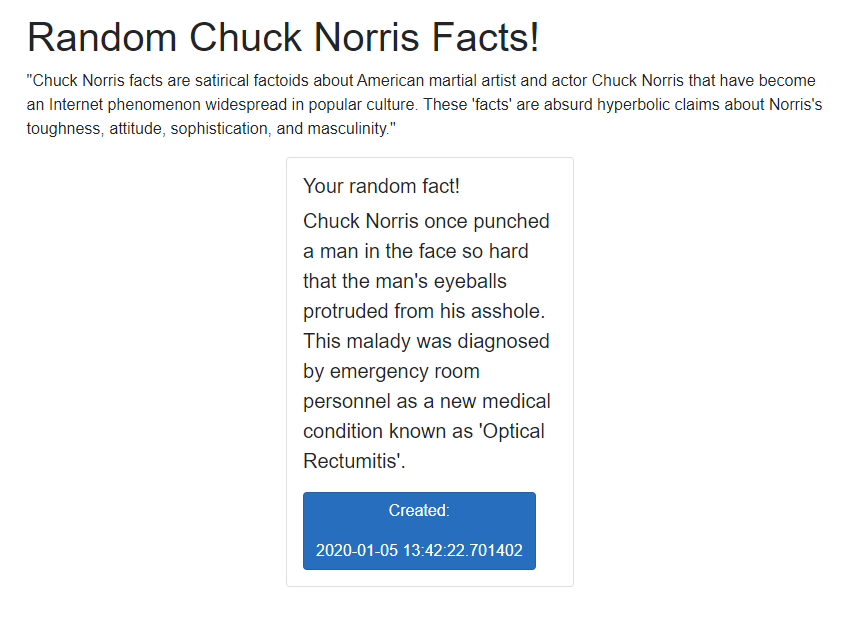 Random Chuck Norris Facts!
"Chuck Norris facts are satirical factoids about American martial artist and actor Chuck Norris that have become
an Internet phenomenon widespread in popular culture. These 'facts' are absurd hyperbolic claims about Norris's
toughness, attitude, sophistication, and masculinity."
Your random fact!
Chuck Norris once punched
a man in the face so hard
that the man's eyeballs
protruded from his asshole.
This malady was diagnosed
by emergency room
personnel as a new medical
condition known as 'Optical
Rectumitis'.
Created:
2020-01-05 13:42:22.701402